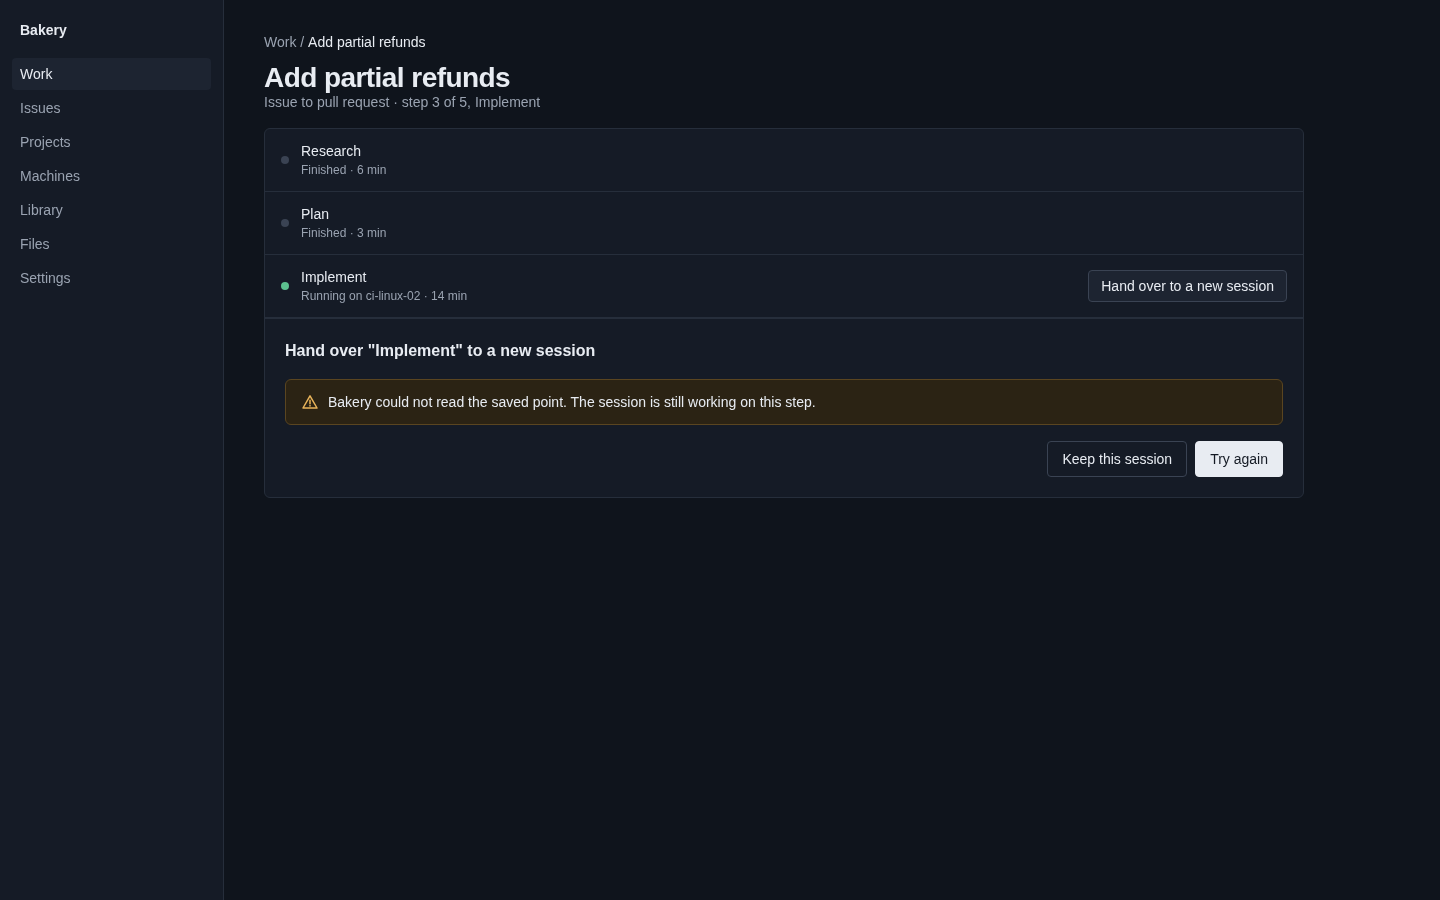 Bakery
Work
Issues
Projects
Machines
Library
Files
Settings
Work / Add partial refunds
Add partial refunds
Issue to pull request · step 3 of 5, Implement
Research
Finished · 6 min
Plan
Finished · 3 min
Implement
Running on ci-linux-02 · 14 min
Hand over to a new session
Hand over "Implement" to a new session
Bakery could not read the saved point. The session is still working on this step.
Keep this session
Try again